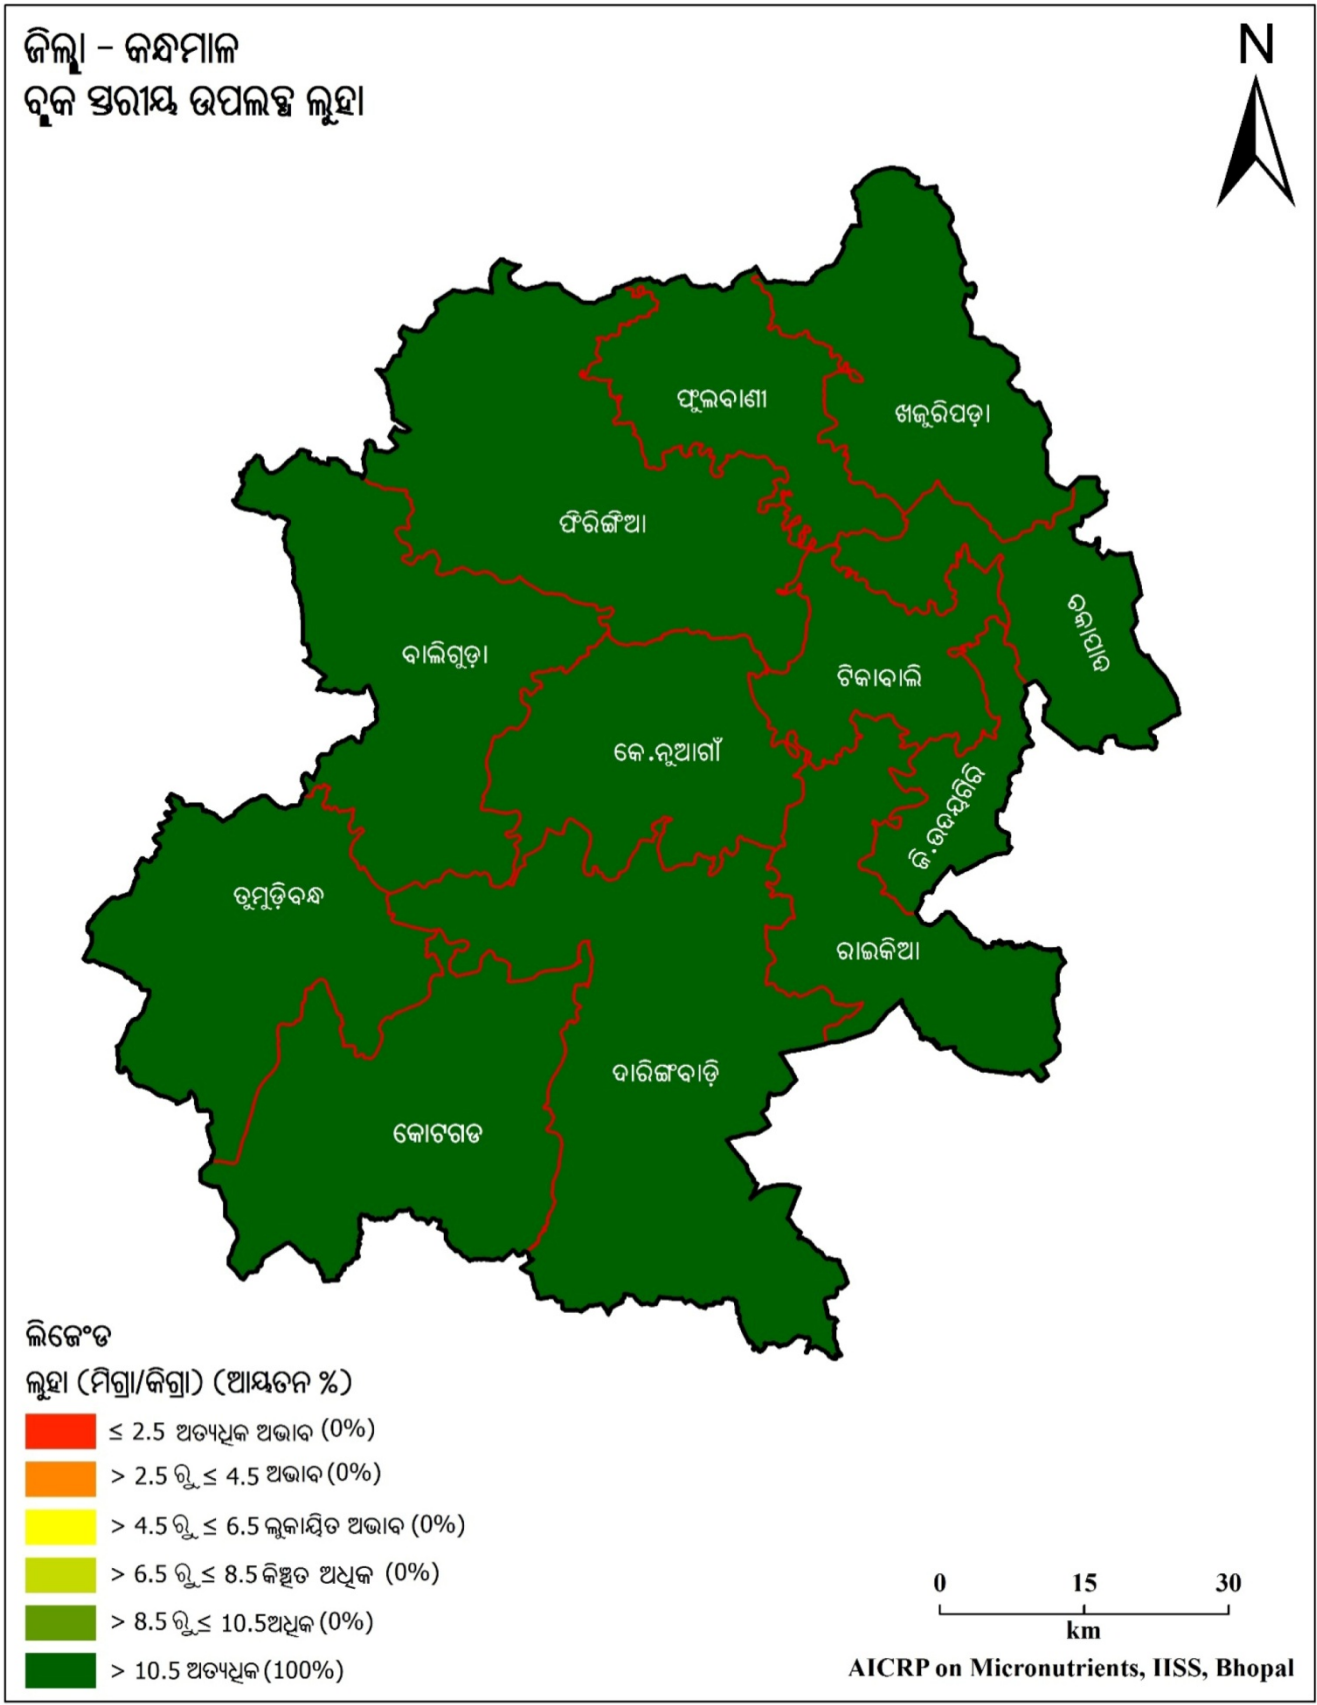 ଜିଲ୍ଲା - କନ୍ଧମାଳ
ବ୍ଲକ ସ୍ତରୀୟ ଉପଲବ୍ଧ ଲୁହା
N
ଫୁଲବାଣୀ
ଖଜୁରିପଡ଼ା
ଫିରିଙ୍ଗିଆ
ଚକାପାଦ
ବାଲିଗୁଡ଼ା
ଟିକାବାଲି
କେ.ନୁଆଗାଁ
ଜି.ଉଦୟଗିରି
ତୁମୁଡ଼ିବନ୍ଧ
ରାଇକିଆ
ଦାରିଙ୍ଗବାଡ଼ି
କୋଟଗଡ
ଲିଜେଂଡ
ଲୁହା (ମିଗ୍ରା/କିଗ୍ରା) (ଆୟତନ %)
≤ 2.5 ଅତ୍ୟଧିକ ଅଭାବ (0%)
> 2.5 ରୁ ≤ 4.5 ଅଭାବ (0%)
> 4.5 ରୁ ≤ 6.5 ଲୁକାୟିତ ଅଭାବ (0%)
> 6.5 ରୁ ≤ 8.5 କିଞ୍ଚିତ ଅଧିକ (0%)
> 8.5 ରୁ ≤ 10.5 ଅଧିକ (0%)
> 10.5 ଅତ୍ୟଧିକ (100%)
0 15 30
km
AICRP on Micronutrients, IISS, Bhopal